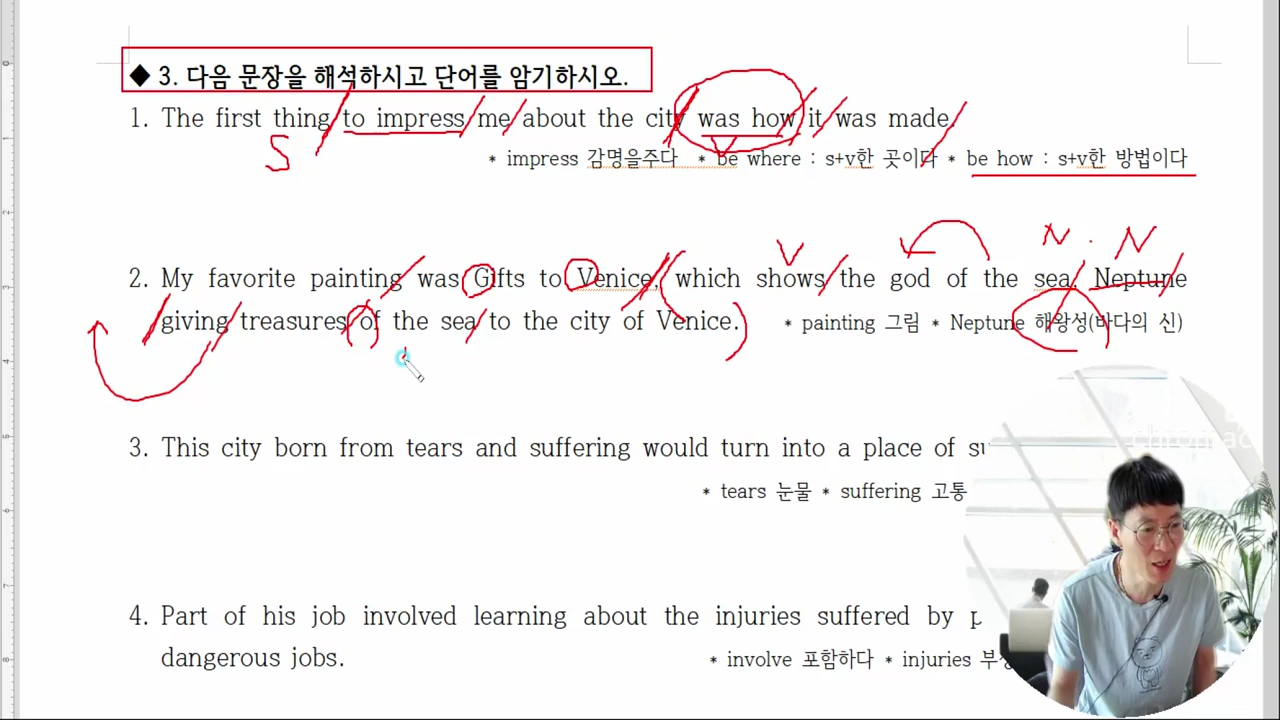 ◆ 3. 다음 문장을 해석하시고 단어를 암기하시오.
1. The first thing to impress me about the city was how it was made.
S V
* impress 감명을주다 * be where : s+v한 곳이다 * be how : s+v한 방법이다
V N . N
2. My favorite painting was Gifts to Venice, which shows the god of the sea, Neptune
giving treasures of the sea to the city of Venice.) * painting 그림 * Neptune 해왕성(바다의 신)
3. This city born from tears and suffering would turn into a place of
* tears 눈물 * suffering 고통
4. Part of his job involved learning about the injuries suffered by
dangerous jobs. * involve 포함하다 * injuries